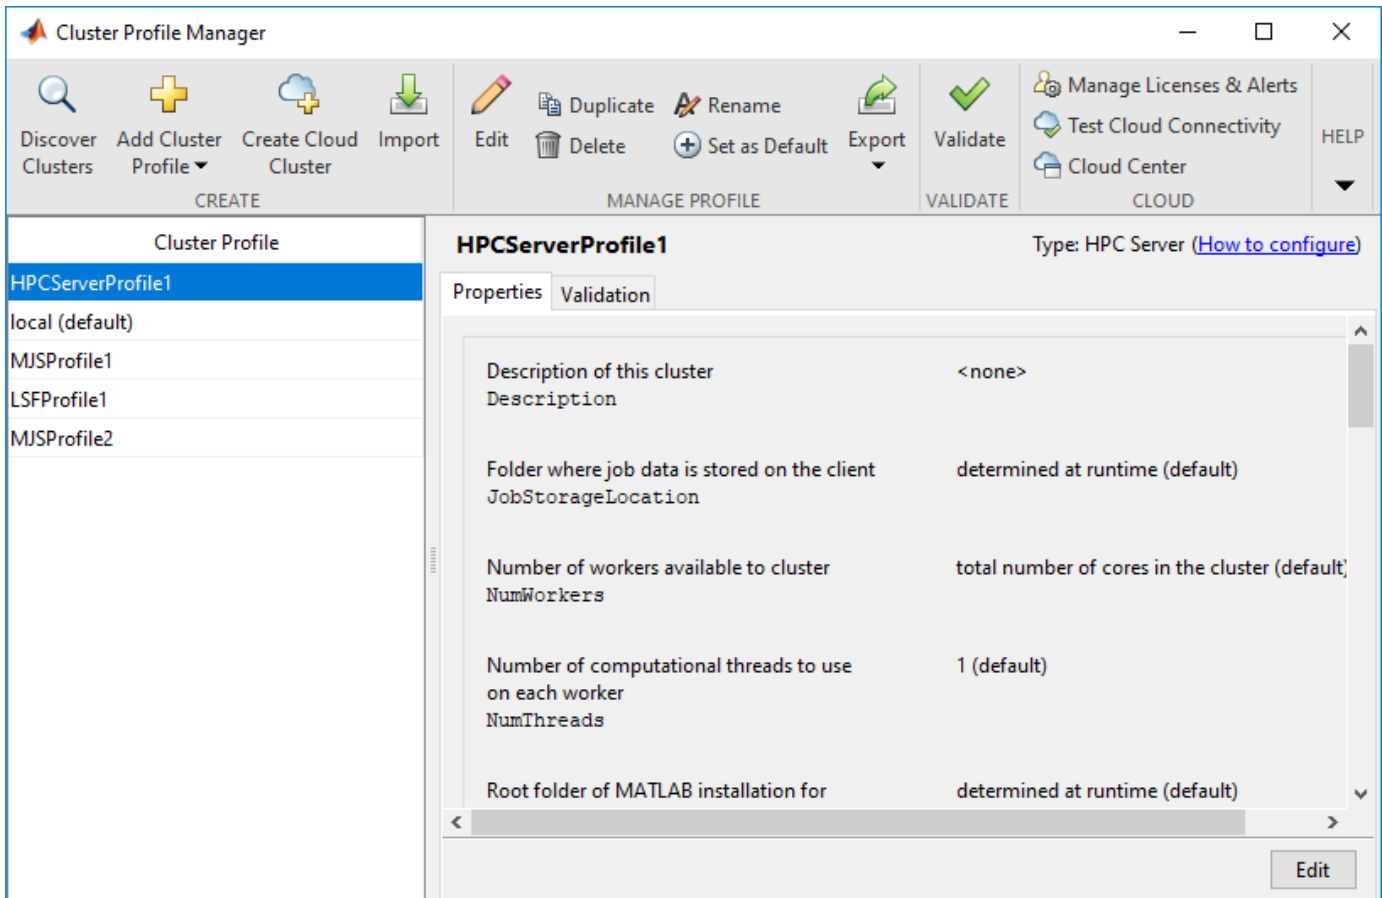 Cluster Profile Manager
Discover Clusters
Add Cluster Profile
Create Cloud Cluster
Import
CREATE
Edit
Duplicate
Delete
Rename
Set as Default
Export
MANAGE PROFILE
Validate
VALIDATE
Manage Licenses & Alerts
Test Cloud Connectivity
Cloud Center
CLOUD
HELP
Cluster Profile
HPCServerProfile1
local (default)
MJSProfile1
LSFProfile1
MJSProfile2
HPCServerProfile1
Type: HPC Server (How to configure)
Properties
Validation
Description of this cluster <none>
Description
Folder where job data is stored on the client determined at runtime (default)
JobStorageLocation
Number of workers available to cluster total number of cores in the cluster (default)
NumWorkers
Number of computational threads to use 1 (default)
on each worker
NumThreads
Root folder of MATLAB installation for determined at runtime (default)
Edit